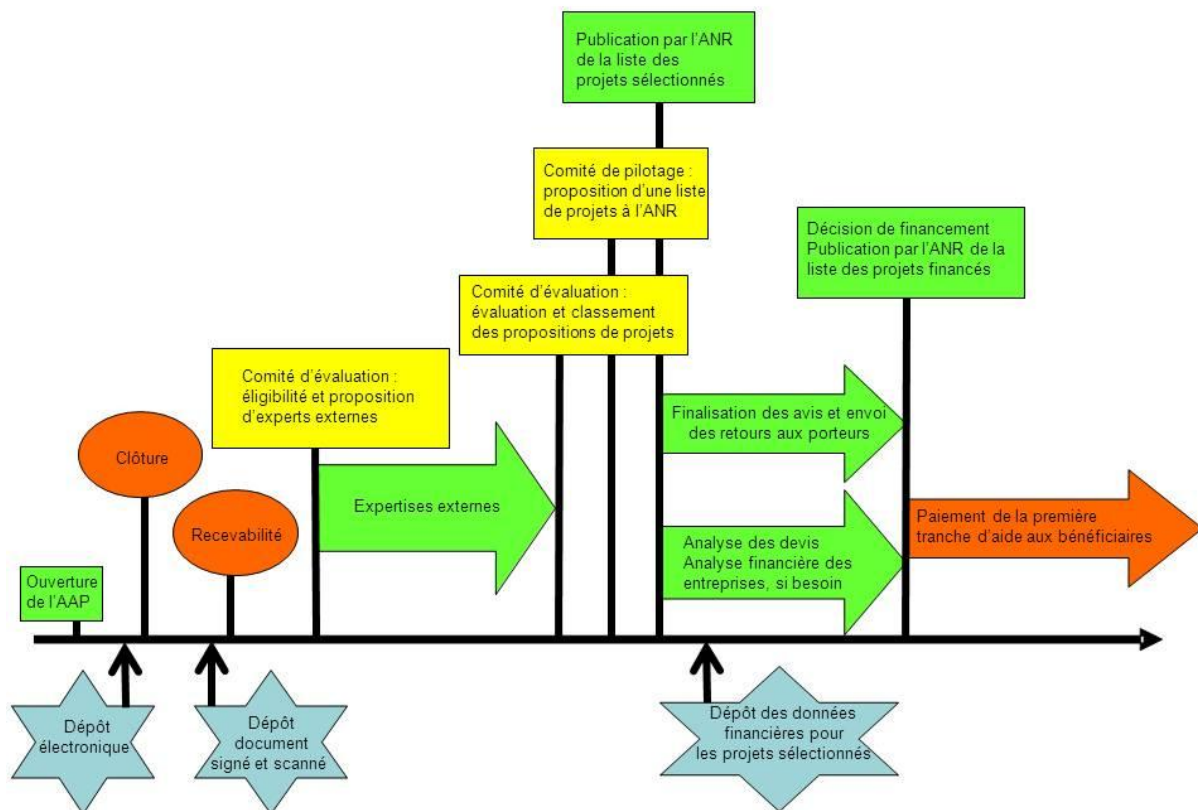 Publication par l'ANR
de la liste des
projets sélectionnés
Comité de pilotage :
proposition d'une liste
de projets à l'ANR
Décision de financement
Publication par l'ANR de la
liste des projets financés
Comité d'évaluation :
évaluation et classement
des propositions de projets
Comité d'évaluation :
éligibilité et proposition
d'experts externes
Finalisation des avis et envoi
des retours aux porteurs
Clôture
Expertises externes
Recevabilité
Paiement de la première
tranche d'aide aux bénéficiaires
Analyse des devis
Analyse financière des
entreprises, si besoin
Ouverture
de l'AAP
Dépôt
électronique
Dépôt
document
signé et scanné
Dépôt des données
financières pour
les projets sélectionnés